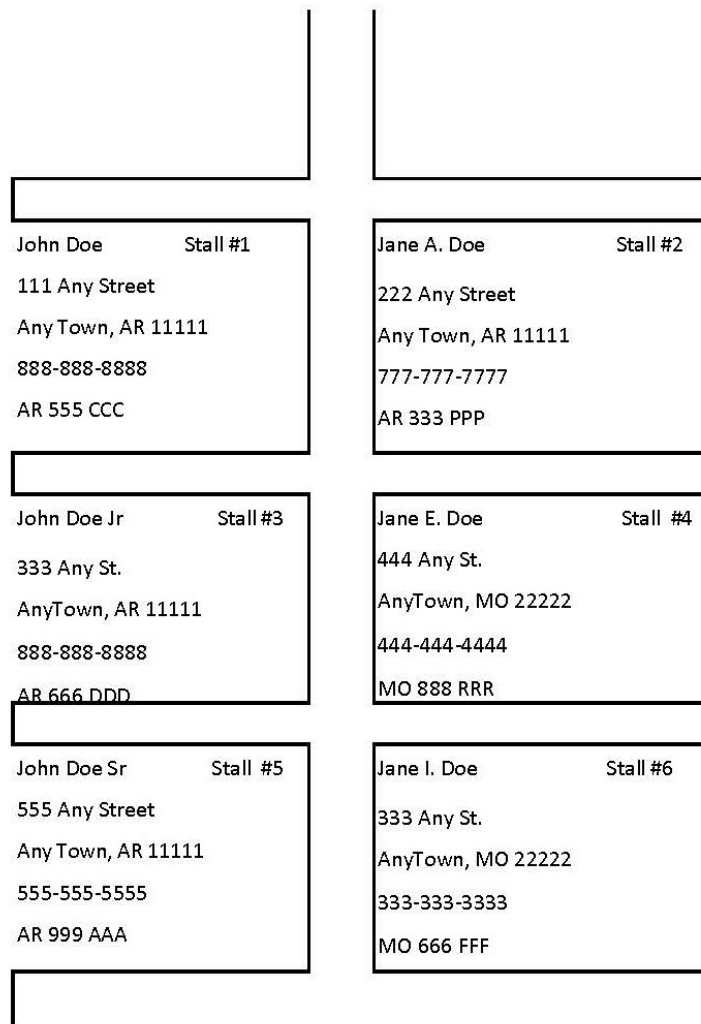 John Doe Stall #1
111 Any Street
Any Town, AR 11111
888-888-8888
AR 555 CCC
Jane A. Doe Stall #2
222 Any Street
Any Town, AR 11111
777-777-7777
AR 333 PPP
John Doe Jr Stall #3
333 Any St.
AnyTown, AR 11111
888-888-8888
AR 666 DDD
Jane E. Doe Stall #4
444 Any St.
AnyTown, MO 22222
444-444-4444
MO 888 RRR
John Doe Sr Stall #5
555 Any Street
Any Town, AR 11111
555-555-5555
AR 999 AAA
Jane I. Doe Stall #6
333 Any St.
AnyTown, MO 22222
333-333-3333
MO 666 FFF